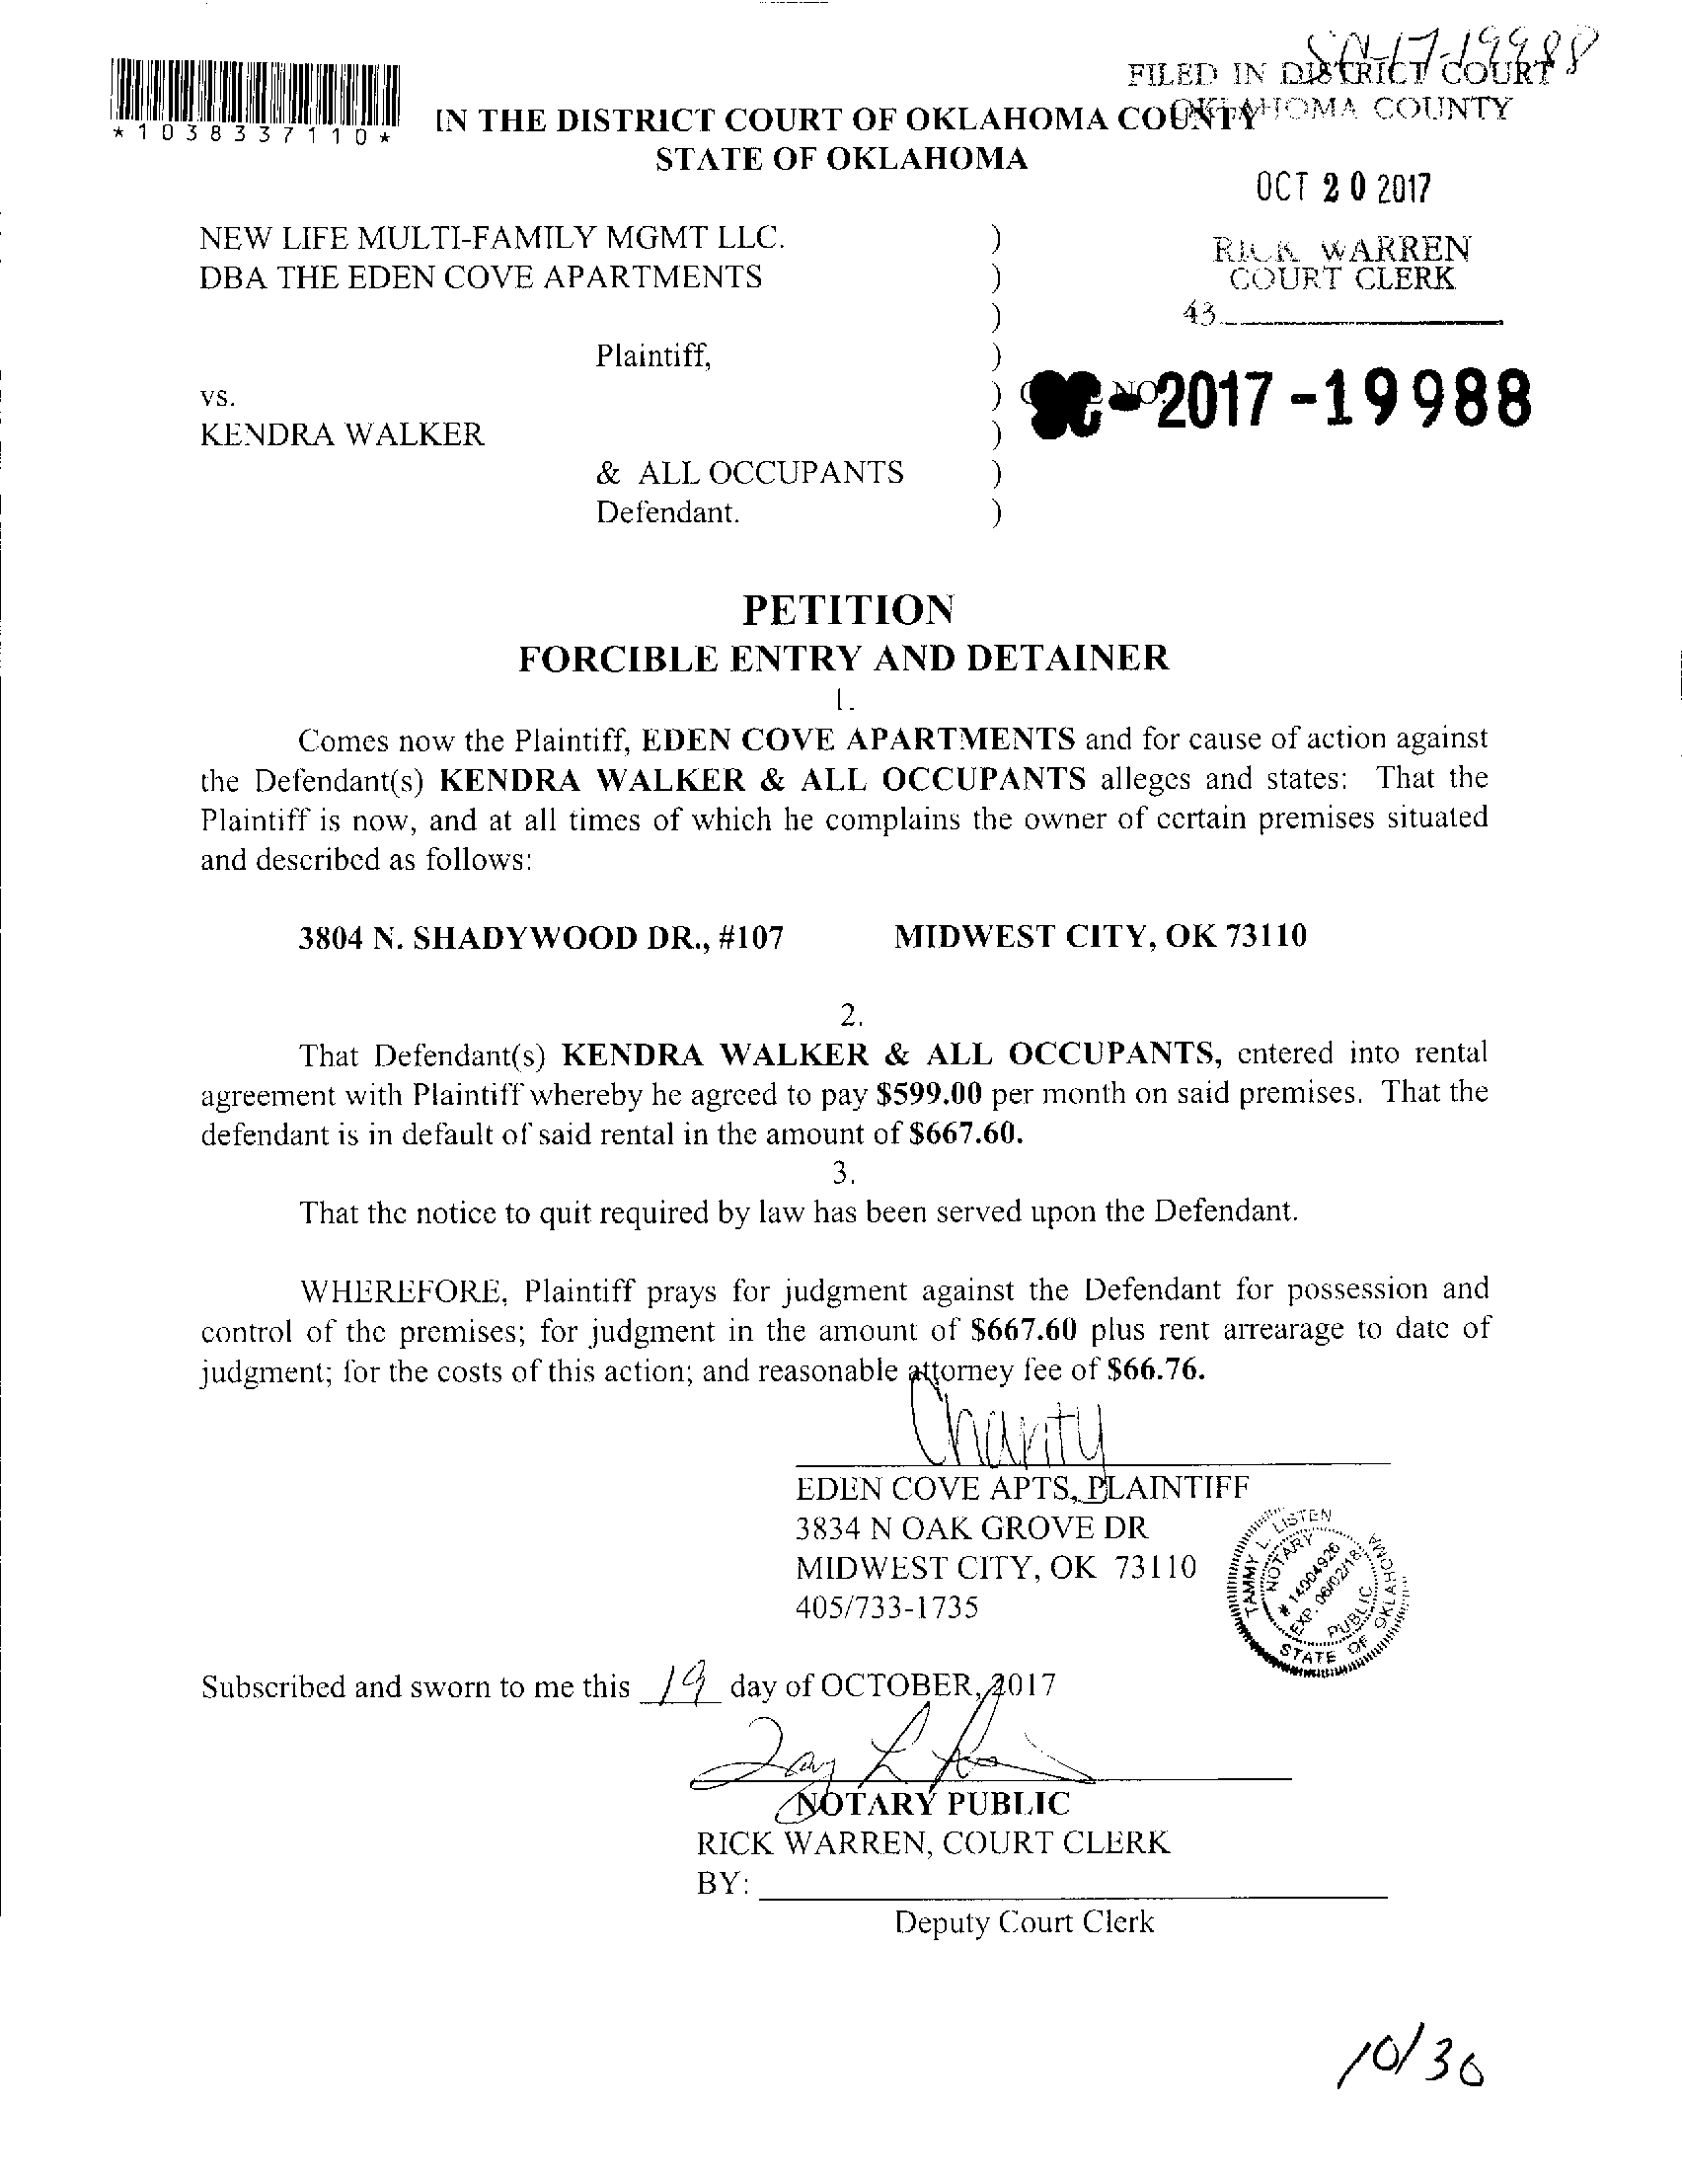 SC-17-19988
FILED IN DISTRICT COURT
OKLAHOMA COUNTY
*1038337110*
IN THE DISTRICT COURT OF OKLAHOMA COUNTY
STATE OF OKLAHOMA
OCT 20 2017
NEW LIFE MULTI-FAMILY MGMT LLC. )
DBA THE EDEN COVE APARTMENTS )
)
RICK WARREN
COURT CLERK
43
Plaintiff, )
vs. ) NO. 2017-19988
KENDRA WALKER )
& ALL OCCUPANTS )
Defendant. )
PETITION
FORCIBLE ENTRY AND DETAINER
1.
Comes now the Plaintiff, EDEN COVE APARTMENTS and for cause of action against
the Defendant(s) KENDRA WALKER & ALL OCCUPANTS alleges and states: That the
Plaintiff is now, and at all times of which he complains the owner of certain premises situated
and described as follows:
3804 N. SHADYWOOD DR., #107 MIDWEST CITY, OK 73110
2.
That Defendant(s) KENDRA WALKER & ALL OCCUPANTS, entered into rental
agreement with Plaintiff whereby he agreed to pay $599.00 per month on said premises. That the
defendant is in default of said rental in the amount of $667.60.
3.
That the notice to quit required by law has been served upon the Defendant.
WHEREFORE, Plaintiff prays for judgment against the Defendant for possession and
control of the premises; for judgment in the amount of $667.60 plus rent arrearage to date of
judgment; for the costs of this action; and reasonable attorney fee of $66.76.
Charity
EDEN COVE APTS, PLAINTIFF
3834 N OAK GROVE DR
MIDWEST CITY, OK 73110
405/733-1735
TAMMY L. LISTEN
NOTARY
# 14904926
EXP. 06/02/18
PUBLIC
STATE OF OKLAHOMA
Subscribed and sworn to me this 19 day of OCTOBER, 2017
NOTARY PUBLIC
RICK WARREN, COURT CLERK
BY:
Deputy Court Clerk
10/30